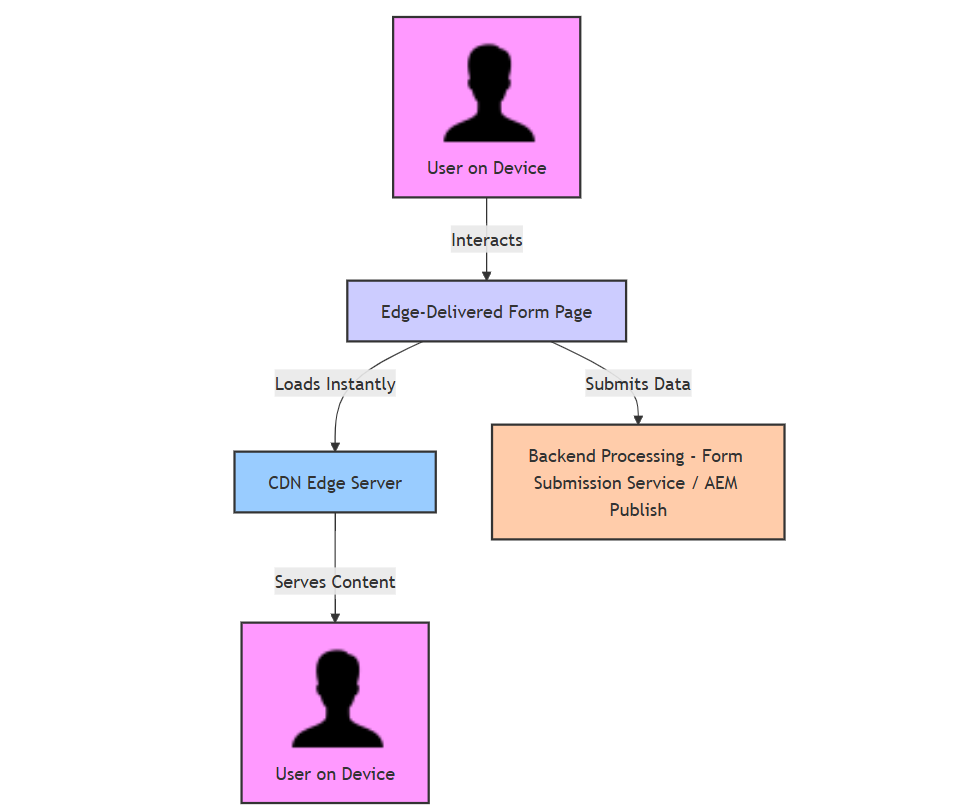 User on Device
Interacts
Edge-Delivered Form Page
Loads Instantly
Submits Data
CDN Edge Server
Backend Processing - Form
Submission Service / AEM
Publish
Serves Content
User on Device